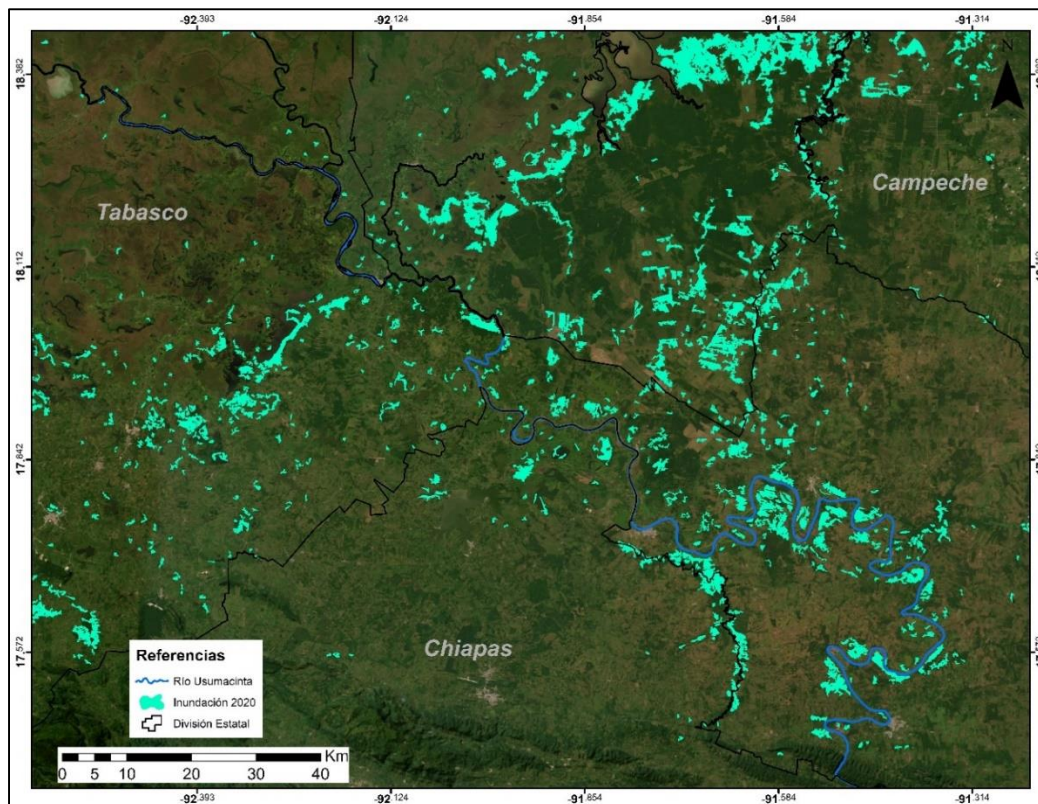 -92.393 -92.124 -91.854 -91.584 -91.314
N
18.382
Campeche
Tabasco
18.112
17.842
Chiapas
17.572
Referencias
Río Usumacinta
Inundación 2020
División Estatal
Km
0 5 10 20 30 40
-92.393 -92.124 -91.854 -91.584 -91.314